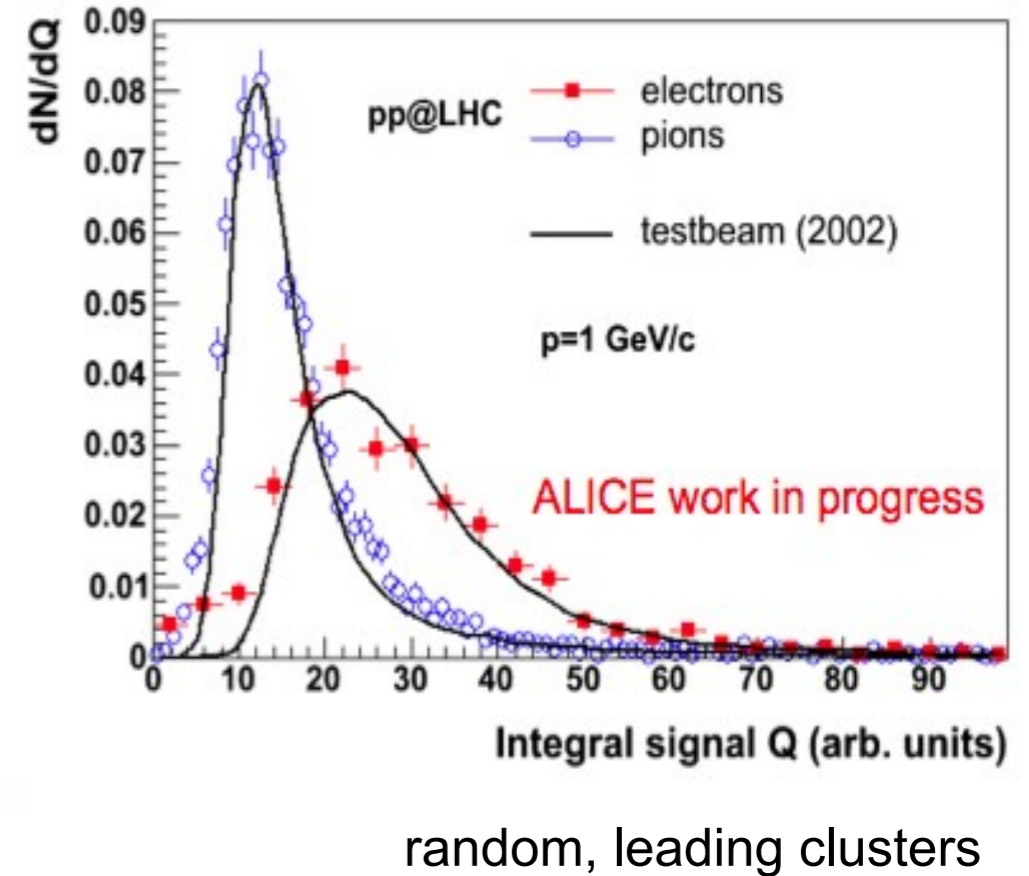 dN/dQ
0.09
0.08
0.07
0.06
0.05
0.04
0.03
0.02
0.01
0
pp@LHC
electrons
pions
testbeam (2002)
p=1 GeV/c
ALICE work in progress
0 10 20 30 40 50 60 70 80 90
Integral signal Q (arb. units)
random, leading clusters